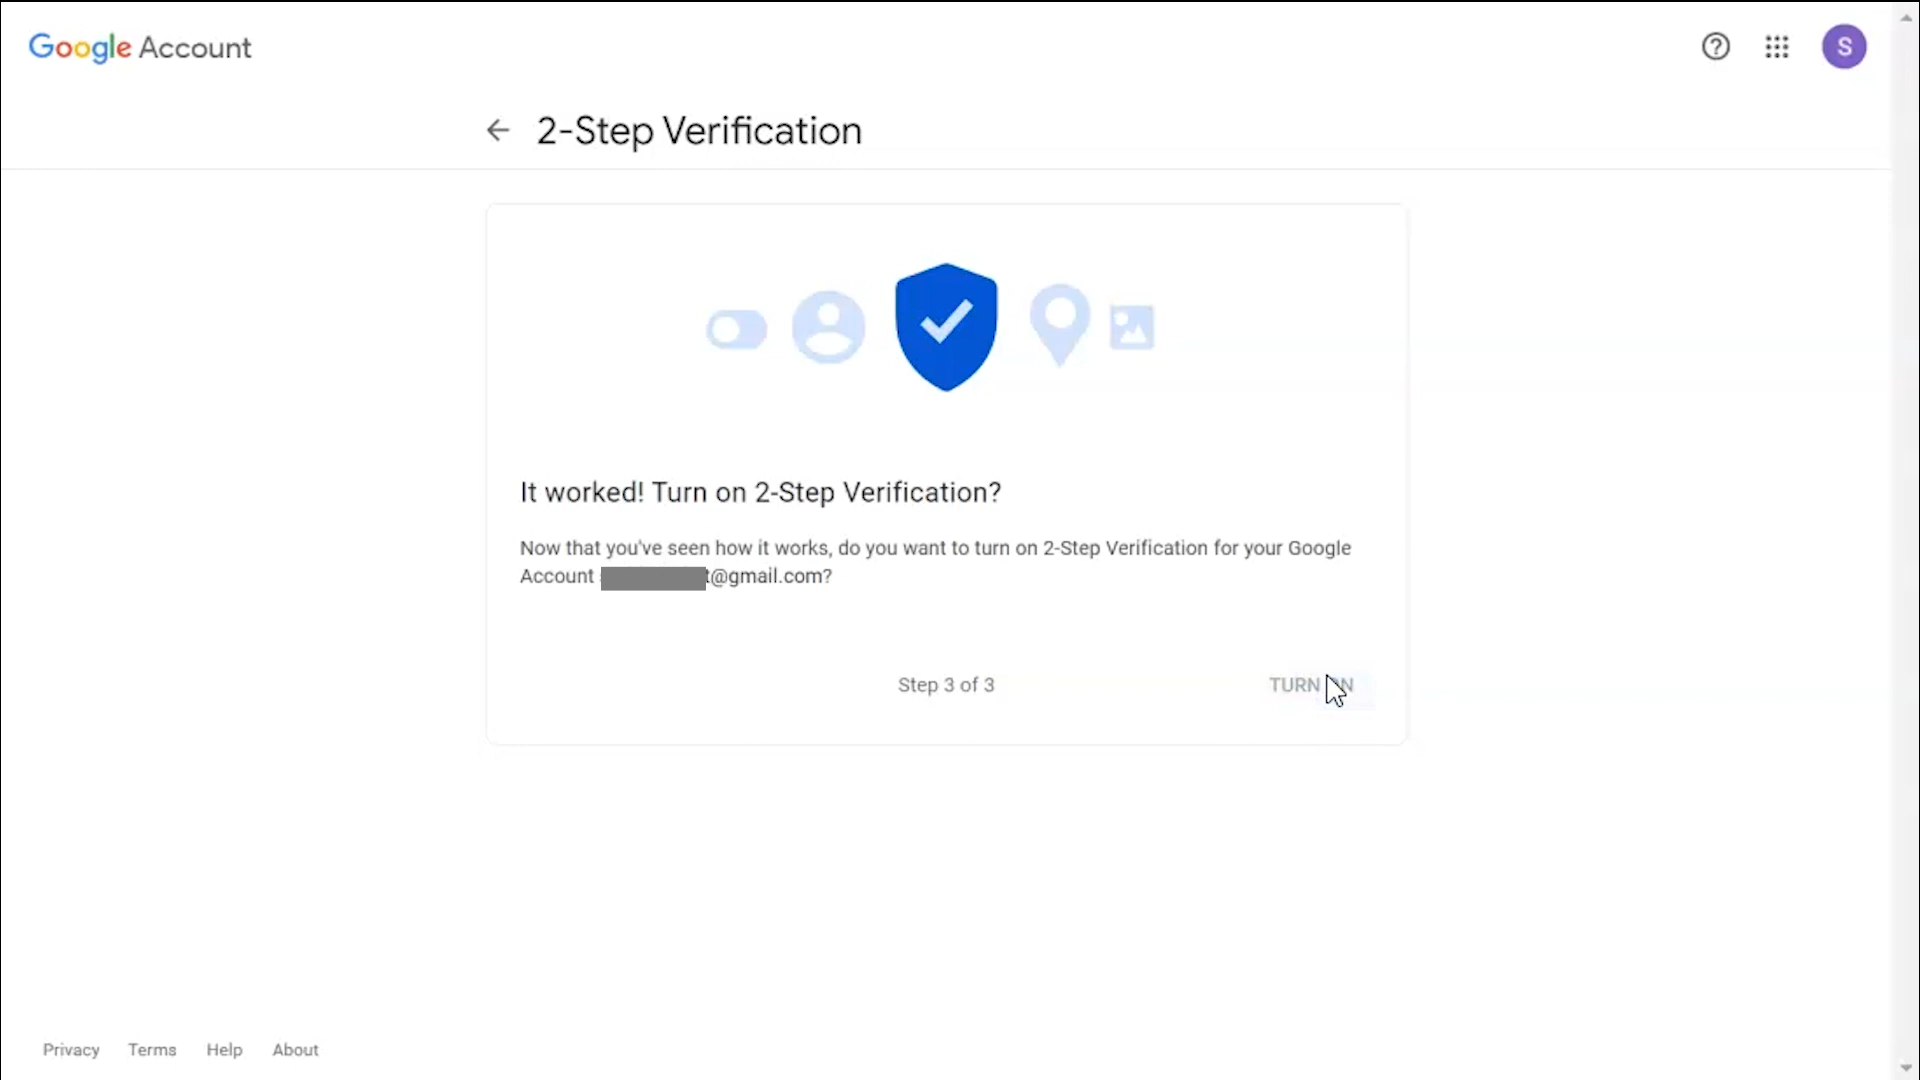 Google Account
S
2-Step Verification
It worked! Turn on 2-Step Verification?
Now that you've seen how it works, do you want to turn on 2-Step Verification for your Google
Account t@gmail.com?
Step 3 of 3
TURN ON
Privacy Terms Help About